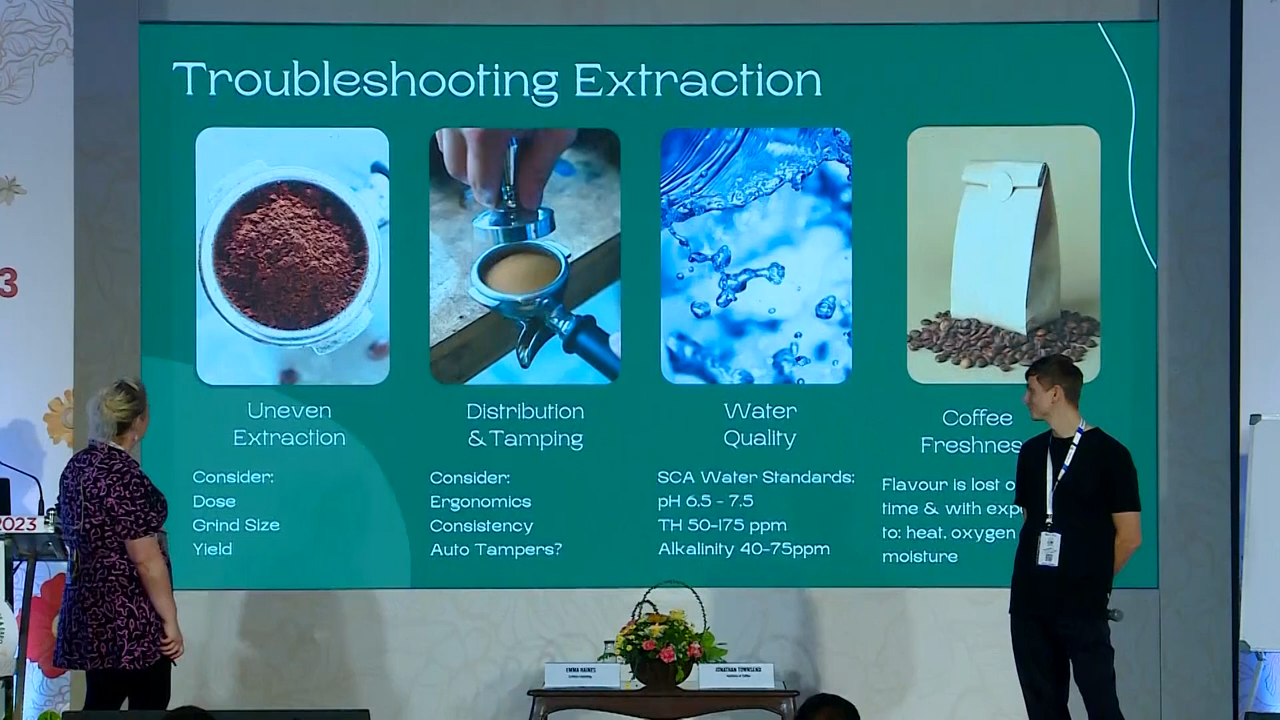 Troubleshooting Extraction
Uneven
Extraction
Consider:
Dose
Grind Size
Yield
Distribution
& Tamping
Consider:
Ergonomics
Consistency
Auto Tampers?
Water
Quality
SCA Water Standards:
pH 6.5 - 7.5
TH 50-175 ppm
Alkalinity 40-75ppm
Coffee
Freshnes
Flavour is lost o
time & with exp
to: heat, oxygen
moisture
3
2023
EMMA HAINES
JONATHAN TOWNSEND